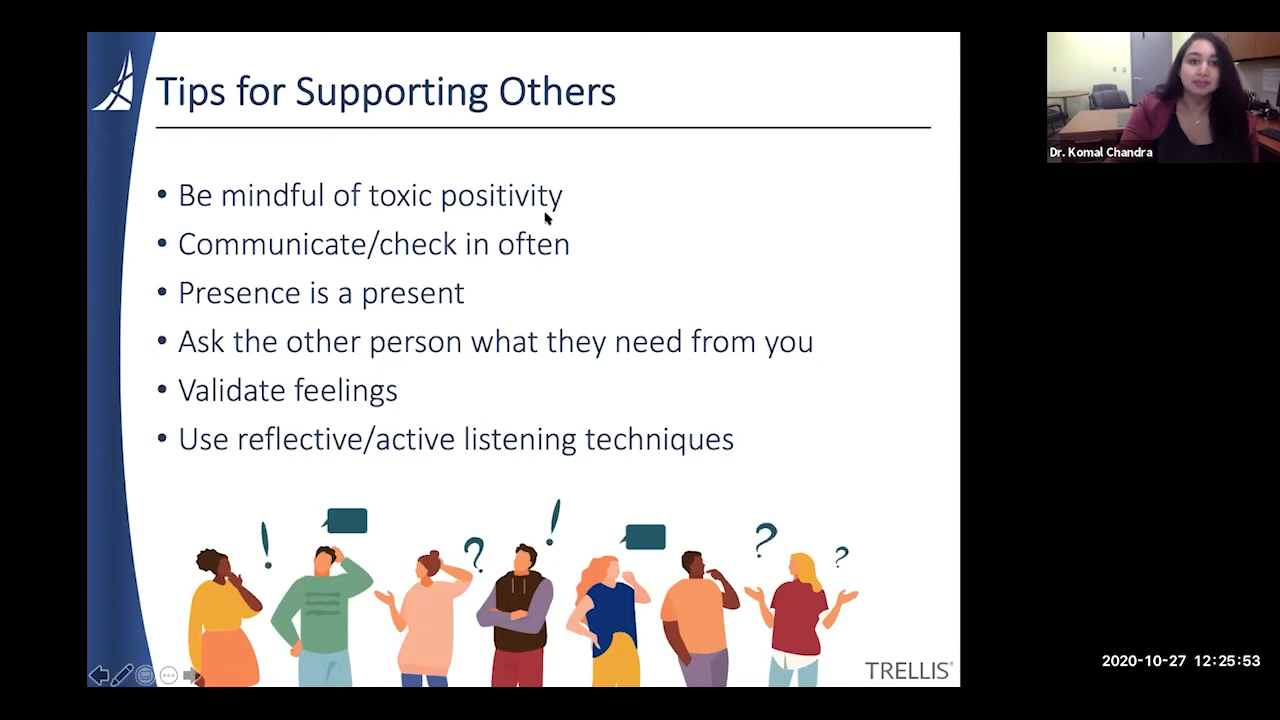 Tips for Supporting Others
• Be mindful of toxic positivity
• Communicate/check in often
• Presence is a present
• Ask the other person what they need from you
• Validate feelings
• Use reflective/active listening techniques
! ? ! ? ?
TRELLIS®
Dr. Komal Chandra
2020-10-27 12:25:53